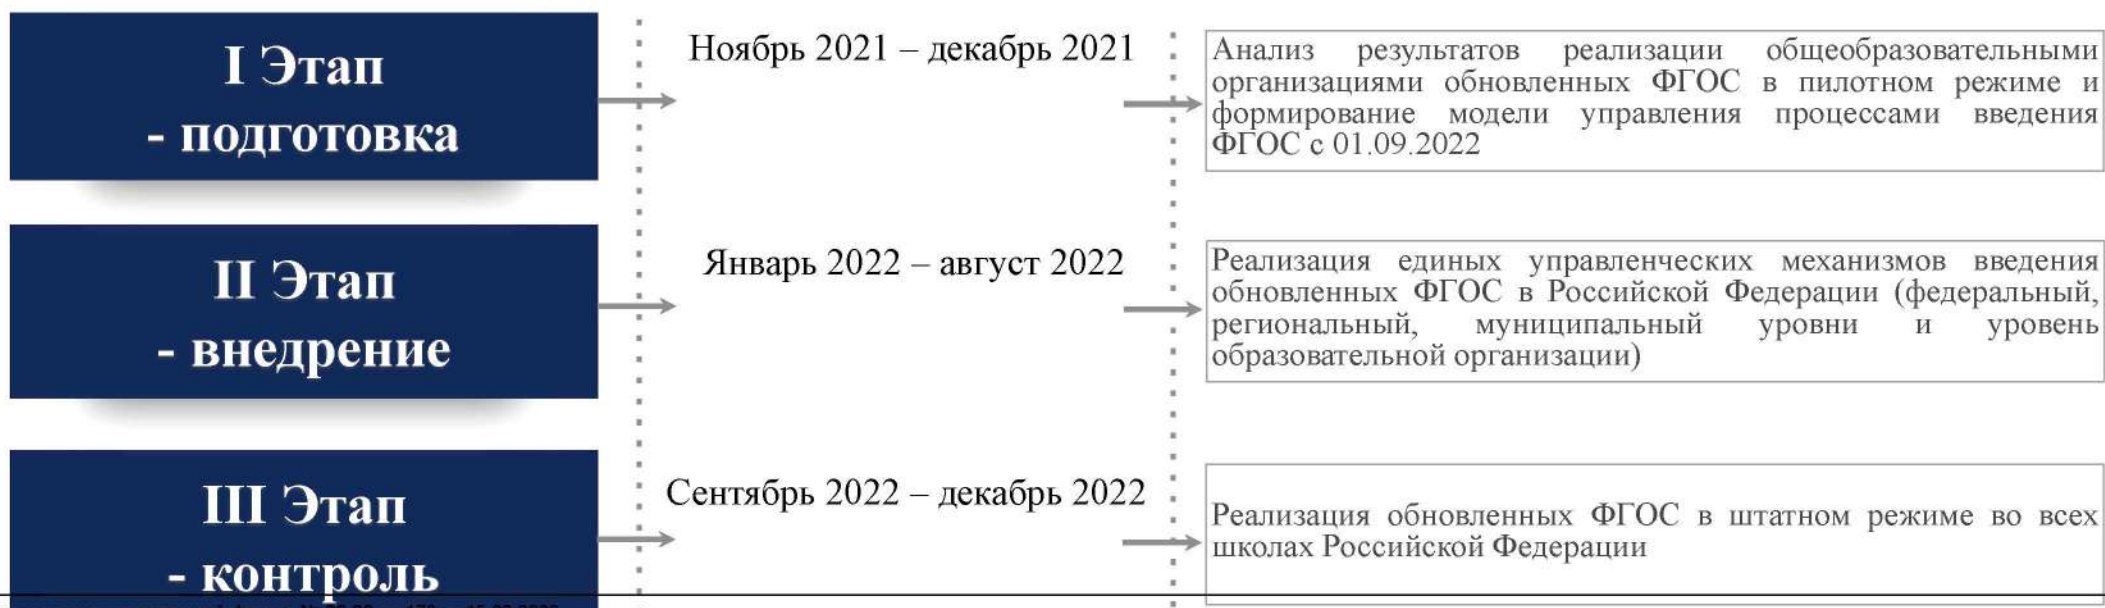 I Этап
- подготовка
Ноябрь 2021 – декабрь 2021
Анализ результатов реализации общеобразовательными
организациями обновленных ФГОС в пилотном режиме и
формирование модели управления процессами введения
ФГОС с 01.09.2022
II Этап
- внедрение
Январь 2022 – август 2022
Реализация единых управленческих механизмов введения
обновленных ФГОС в Российской Федерации (федеральный,
региональный, муниципальный уровни и уровень
образовательной организации)
III Этап
- контроль
Сентябрь 2022 – декабрь 2022
Реализация обновленных ФГОС в штатном режиме во всех
школах Российской Федерации